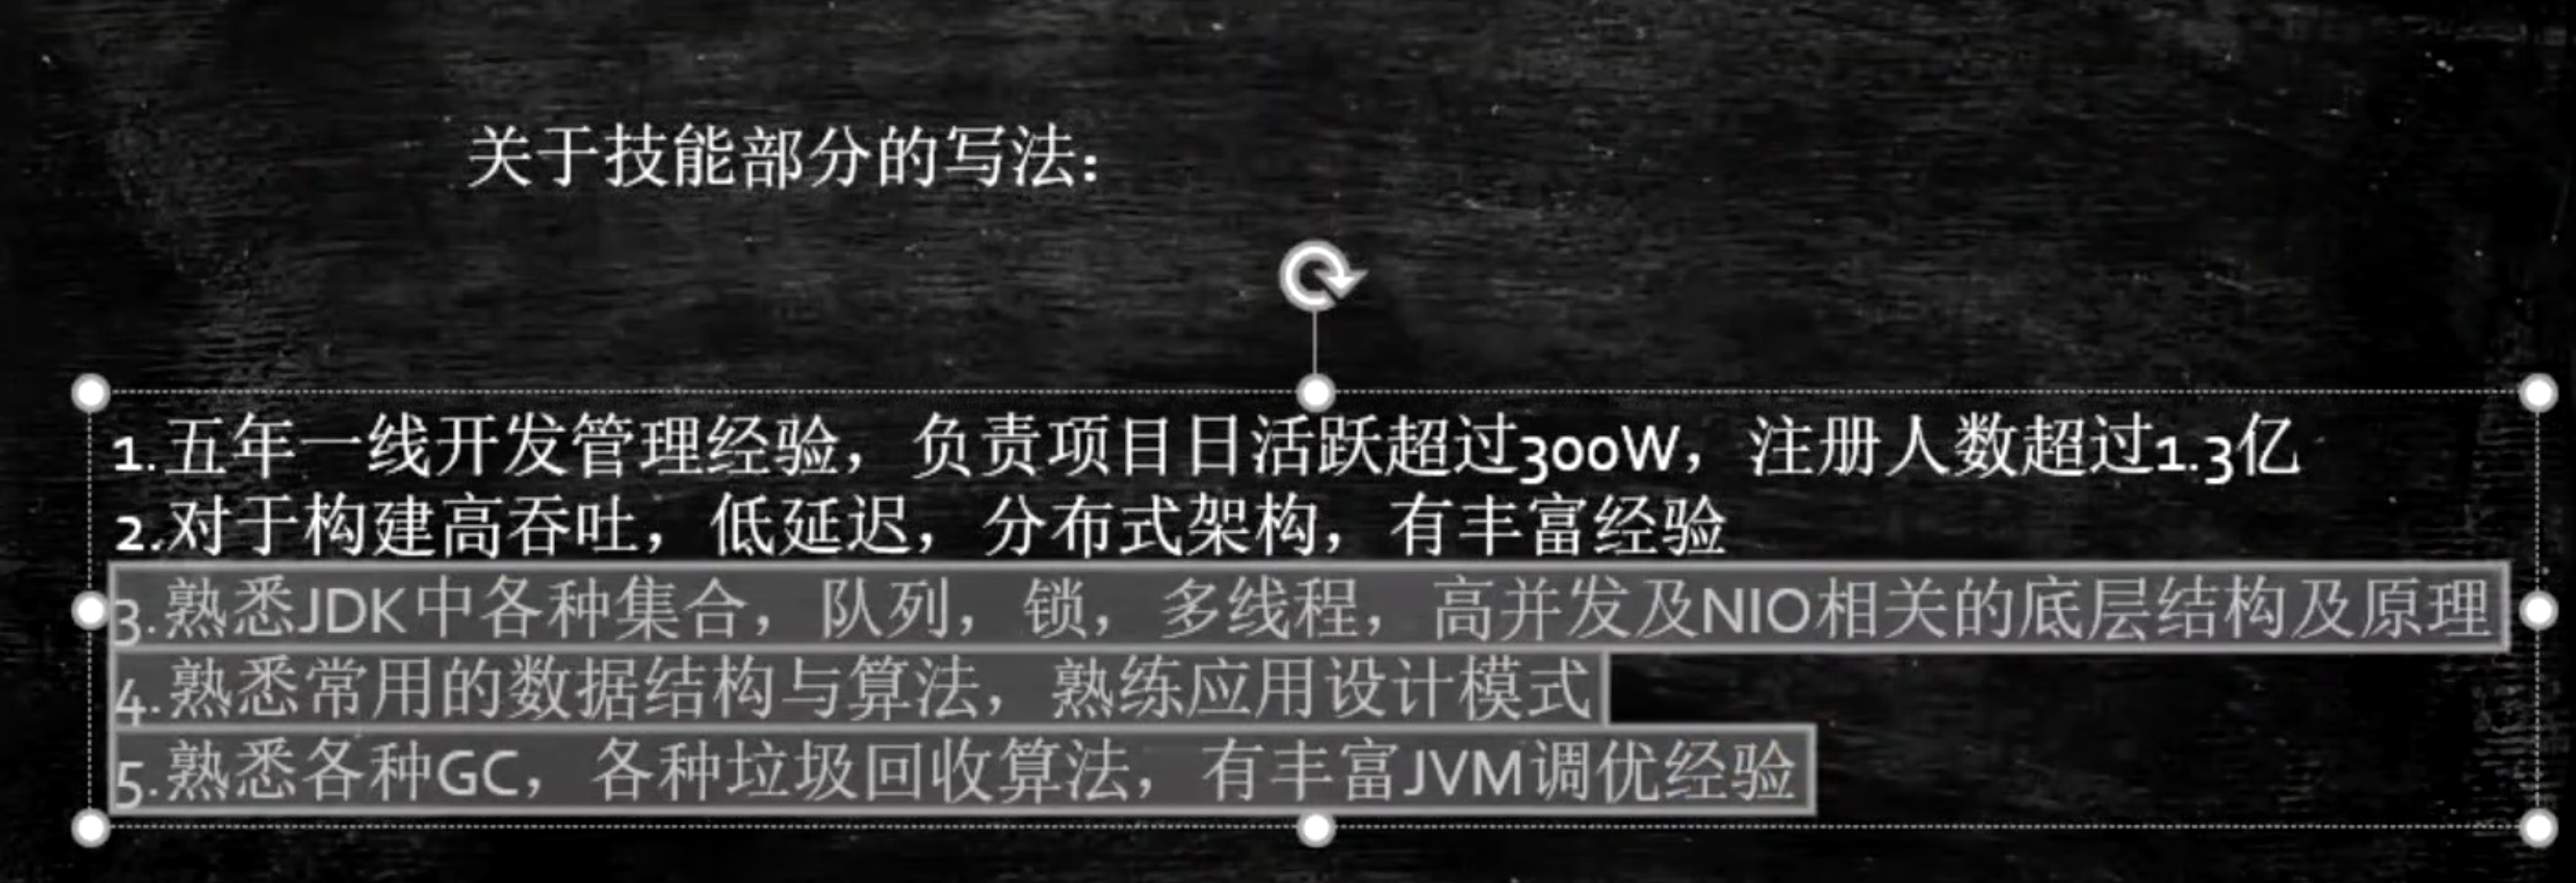 关于技能部分的写法：
1.五年一线开发管理经验，负责项目日活跃超过300W，注册人数超过1.3亿
2.对于构建高吞吐，低延迟，分布式架构，有丰富经验
3.熟悉JDK中各种集合，队列，锁，多线程，高并发及NIO相关的底层结构及原理
4.熟悉常用的数据结构与算法，熟练应用设计模式
5.熟悉各种GC，各种垃圾回收算法，有丰富JVM调优经验